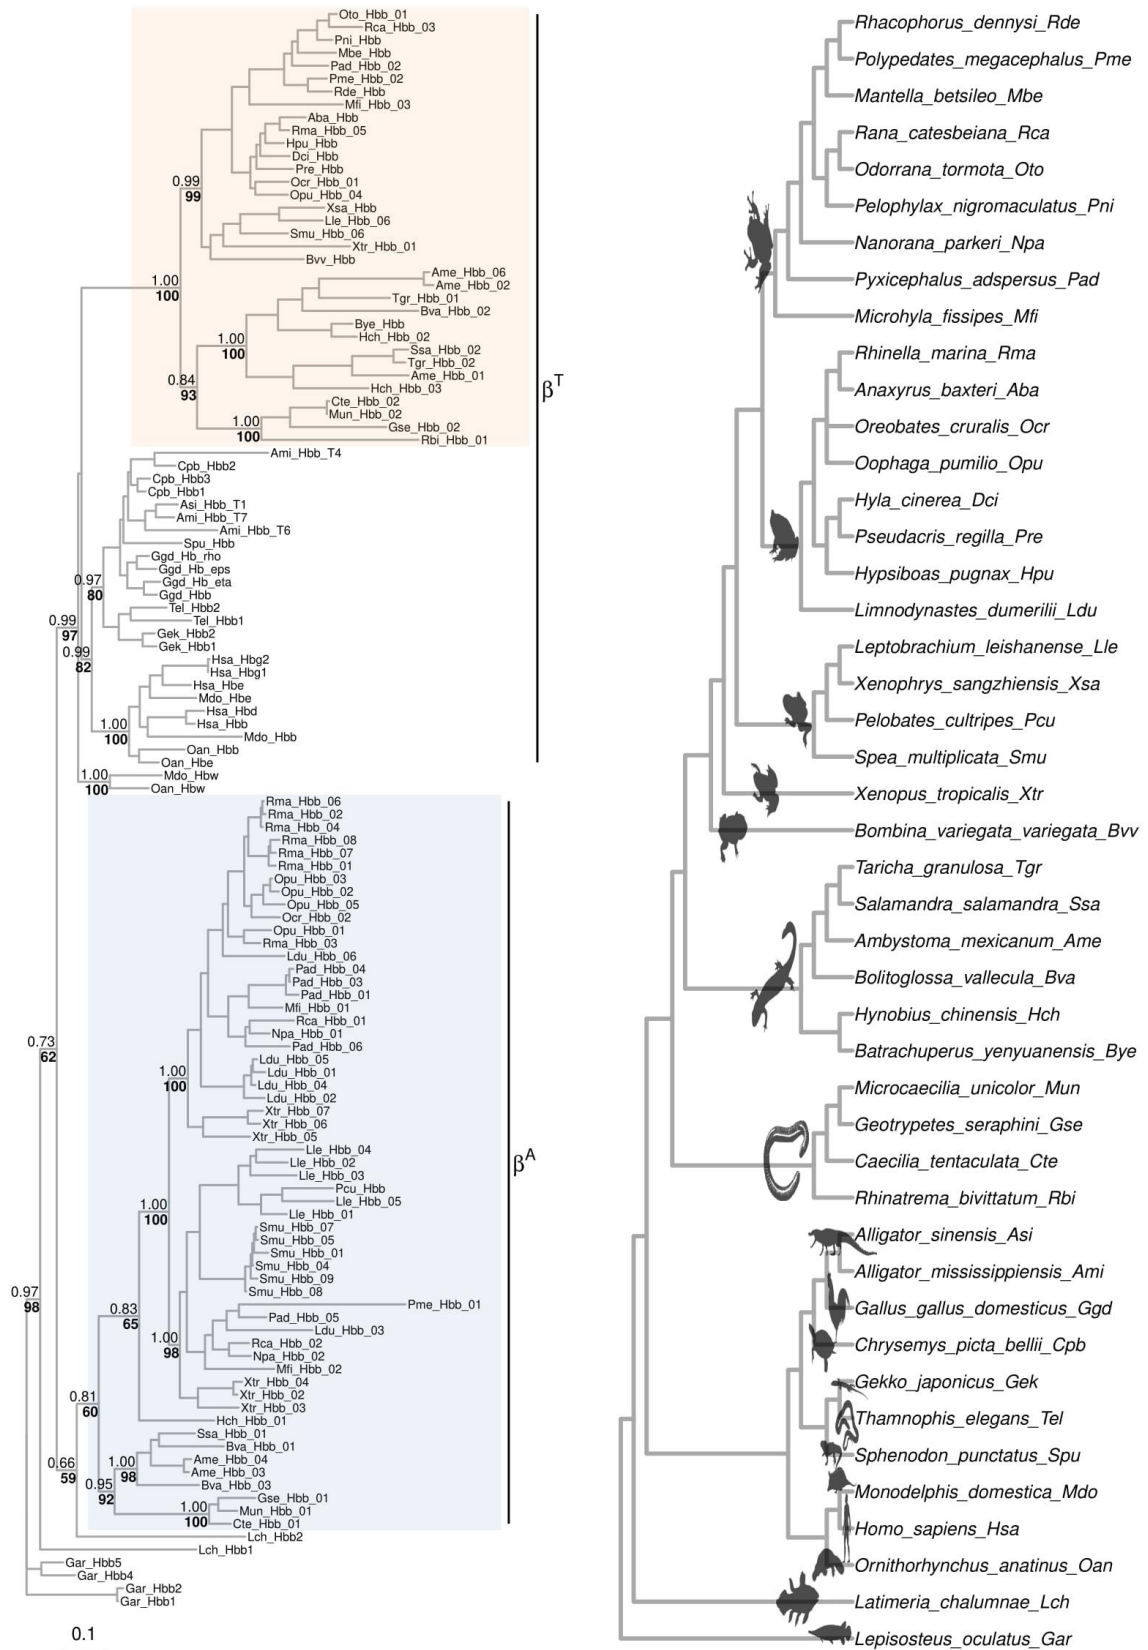 Oto_Hbb_01
Rca_Hbb_03
Pni_Hbb
Mbe_Hbb
Pad_Hbb_02
Pme_Hbb_02
Rde_Hbb
Mfi_Hbb_03
Aba_Hbb
Rma_Hbb_05
Hpu_Hbb
Dci_Hbb
Pre_Hbb
0.99
99
Ocr_Hbb_01
Opu_Hbb_04
Xsa_Hbb
Lle_Hbb_06
Smu_Hbb_06
Xtr_Hbb_01
Bvv_Hbb
1.00
100
Ame_Hbb_06
Ame_Hbb_02
Tgr_Hbb_01
Bva_Hbb_02
Bye_Hbb
Hch_Hbb_02
1.00
100
Ssa_Hbb_02
Tgr_Hbb_02
Ame_Hbb_01
Hch_Hbb_03
0.84
93
Cte_Hbb_02
Mun_Hbb_02
Gse_Hbb_02
Rbi_Hbb_01
1.00
100
βT
Ami_Hbb_T4
Cpb_Hbb2
Cpb_Hbb3
Cpb_Hbb1
Asi_Hbb_T1
Ami_Hbb_T7
Ami_Hbb_T6
Spu_Hbb
Ggd_Hb_rho
Ggd_Hb_eps
Ggd_Hb_eta
Ggd_Hbb
0.97
80
Tel_Hbb2
Tel_Hbb1
Gek_Hbb2
Gek_Hbb1
0.99
97
0.99
82
Hsa_Hbg2
Hsa_Hbg1
Hsa_Hbe
Mdo_Hbe
Hsa_Hbd
Hsa_Hbb
Mdo_Hbb
1.00
100
Oan_Hbb
Oan_Hbe
Mdo_Hbw
Oan_Hbw
1.00
100
Rma_Hbb_06
Rma_Hbb_02
Rma_Hbb_04
Rma_Hbb_08
Rma_Hbb_07
Rma_Hbb_01
Opu_Hbb_03
Opu_Hbb_02
Opu_Hbb_05
Ocr_Hbb_02
Opu_Hbb_01
Rma_Hbb_03
Ldu_Hbb_06
Pad_Hbb_04
Pad_Hbb_03
Pad_Hbb_01
Mfi_Hbb_01
Rca_Hbb_01
Npa_Hbb_01
Pad_Hbb_06
0.73
62
Ldu_Hbb_05
Ldu_Hbb_01
Ldu_Hbb_04
Ldu_Hbb_02
1.00
100
Xtr_Hbb_07
Xtr_Hbb_06
Xtr_Hbb_05
Lle_Hbb_04
Lle_Hbb_02
Lle_Hbb_03
Pcu_Hbb
Lle_Hbb_05
Lle_Hbb_01
βA
1.00
100
Smu_Hbb_07
Smu_Hbb_05
Smu_Hbb_01
Smu_Hbb_04
Smu_Hbb_09
Smu_Hbb_08
0.97
98
Pme_Hbb_01
Pad_Hbb_05
Ldu_Hbb_03
0.83
65
Rca_Hbb_02
Npa_Hbb_02
Mfi_Hbb_02
1.00
98
Xtr_Hbb_04
Xtr_Hbb_02
Xtr_Hbb_03
0.81
60
Hch_Hbb_01
Ssa_Hbb_01
Bva_Hbb_01
Ame_Hbb_04
Ame_Hbb_03
Bva_Hbb_03
0.66
59
1.00
98
0.95
92
Gse_Hbb_01
Mun_Hbb_01
Cte_Hbb_01
1.00
100
Lch_Hbb2
Lch_Hbb1
Gar_Hbb5
Gar_Hbb4
Gar_Hbb2
Gar_Hbb1
0.1
Rhacophorus_dennysi_Rde
Polypedates_megacephalus_Pme
Mantella_betsileo_Mbe
Rana_catesbeiana_Rca
Odorrana_tormota_Oto
Pelophylax_nigromaculatus_Pni
Nanorana_parkeri_Npa
Pyxicephalus_adspersus_Pad
Microhyla_fissipes_Mfi
Rhinella_marina_Rma
Anaxyrus_baxteri_Aba
Oreobates_cruralis_Ocr
Oophaga_pumilio_Opu
Hyla_cinerea_Dci
Pseudacris_regilla_Pre
Hypsiboas_pugnax_Hpu
Limnodynastes_dumerilii_Ldu
Leptobrachium_leishanense_Lle
Xenophrys_sangzhiensis_Xsa
Pelobates_cultripes_Pcu
Spea_multiplicata_Smu
Xenopus_tropicalis_Xtr
Bombina_variegata_variegata_Bvv
Taricha_granulosa_Tgr
Salamandra_salamandra_Ssa
Ambystoma_mexicanum_Ame
Bolitoglossa_vallecula_Bva
Hynobius_chinensis_Hch
Batrachuperus_yenyuanensis_Bye
Microcaecilia_unicolor_Mun
Geotrypetes_seraphini_Gse
Caecilia_tentaculata_Cte
Rhinatrema_bivittatum_Rbi
Alligator_sinensis_Asi
Alligator_mississippiensis_Ami
Gallus_gallus_domesticus_Ggd
Chrysemys_picta_bellii_Cpb
Gekko_japonicus_Gek
Thamnophis_elegans_Tel
Sphenodon_punctatus_Spu
Monodelphis_domestica_Mdo
Homo_sapiens_Hsa
Ornithorhynchus_anatinus_Oan
Latimeria_chalumnae_Lch
Lepisosteus_oculatus_Gar